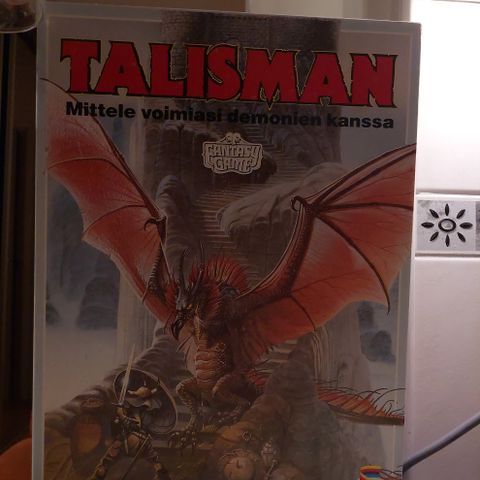 TALISMAN
Mittele voimiasi demonien kanssa
FANTASY
GAME